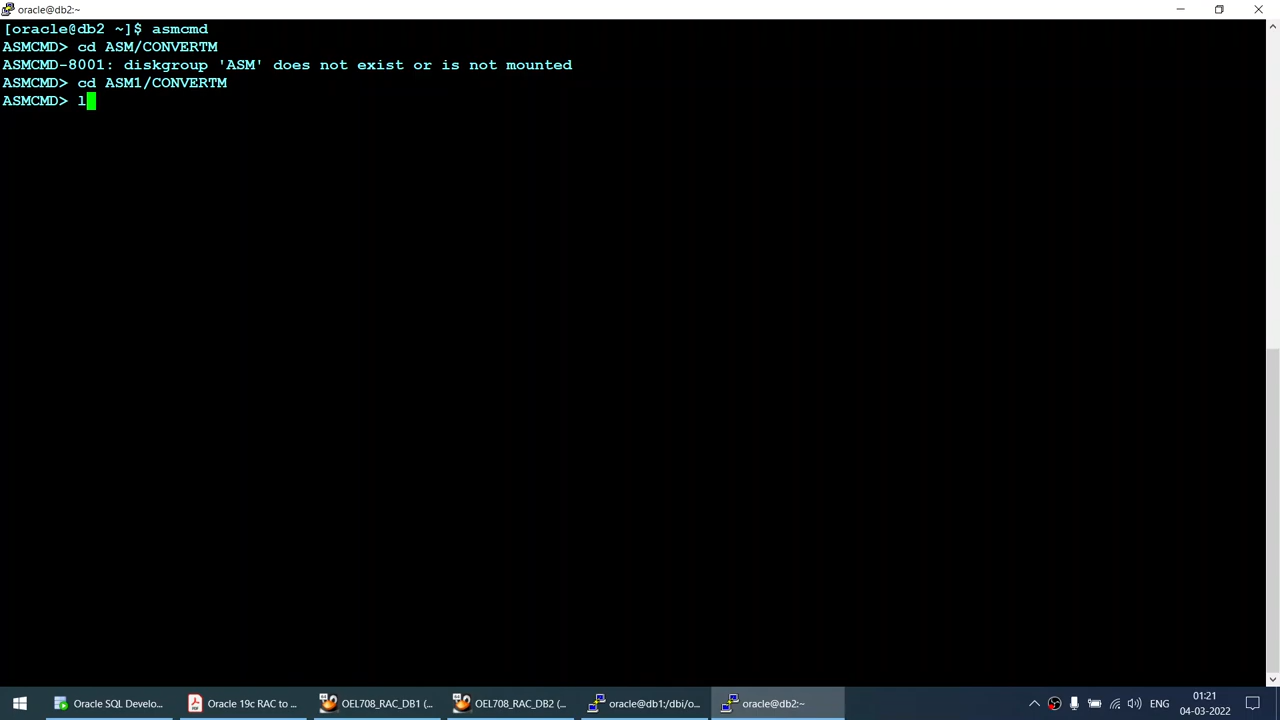 oracle@db2:~
[oracle@db2 ~]$ asmcmd
ASMCMD> cd ASM/CONVERTM
ASMCMD-8001: diskgroup 'ASM' does not exist or is not mounted
ASMCMD> cd ASM1/CONVERTM
ASMCMD> l
Oracle SQL Develo...
Oracle 19c RAC to ...
OEL708_RAC_DB1 (...
OEL708_RAC_DB2 (...
oracle@db1:/dbi/o...
oracle@db2:~
ENG
01:21
04-03-2022